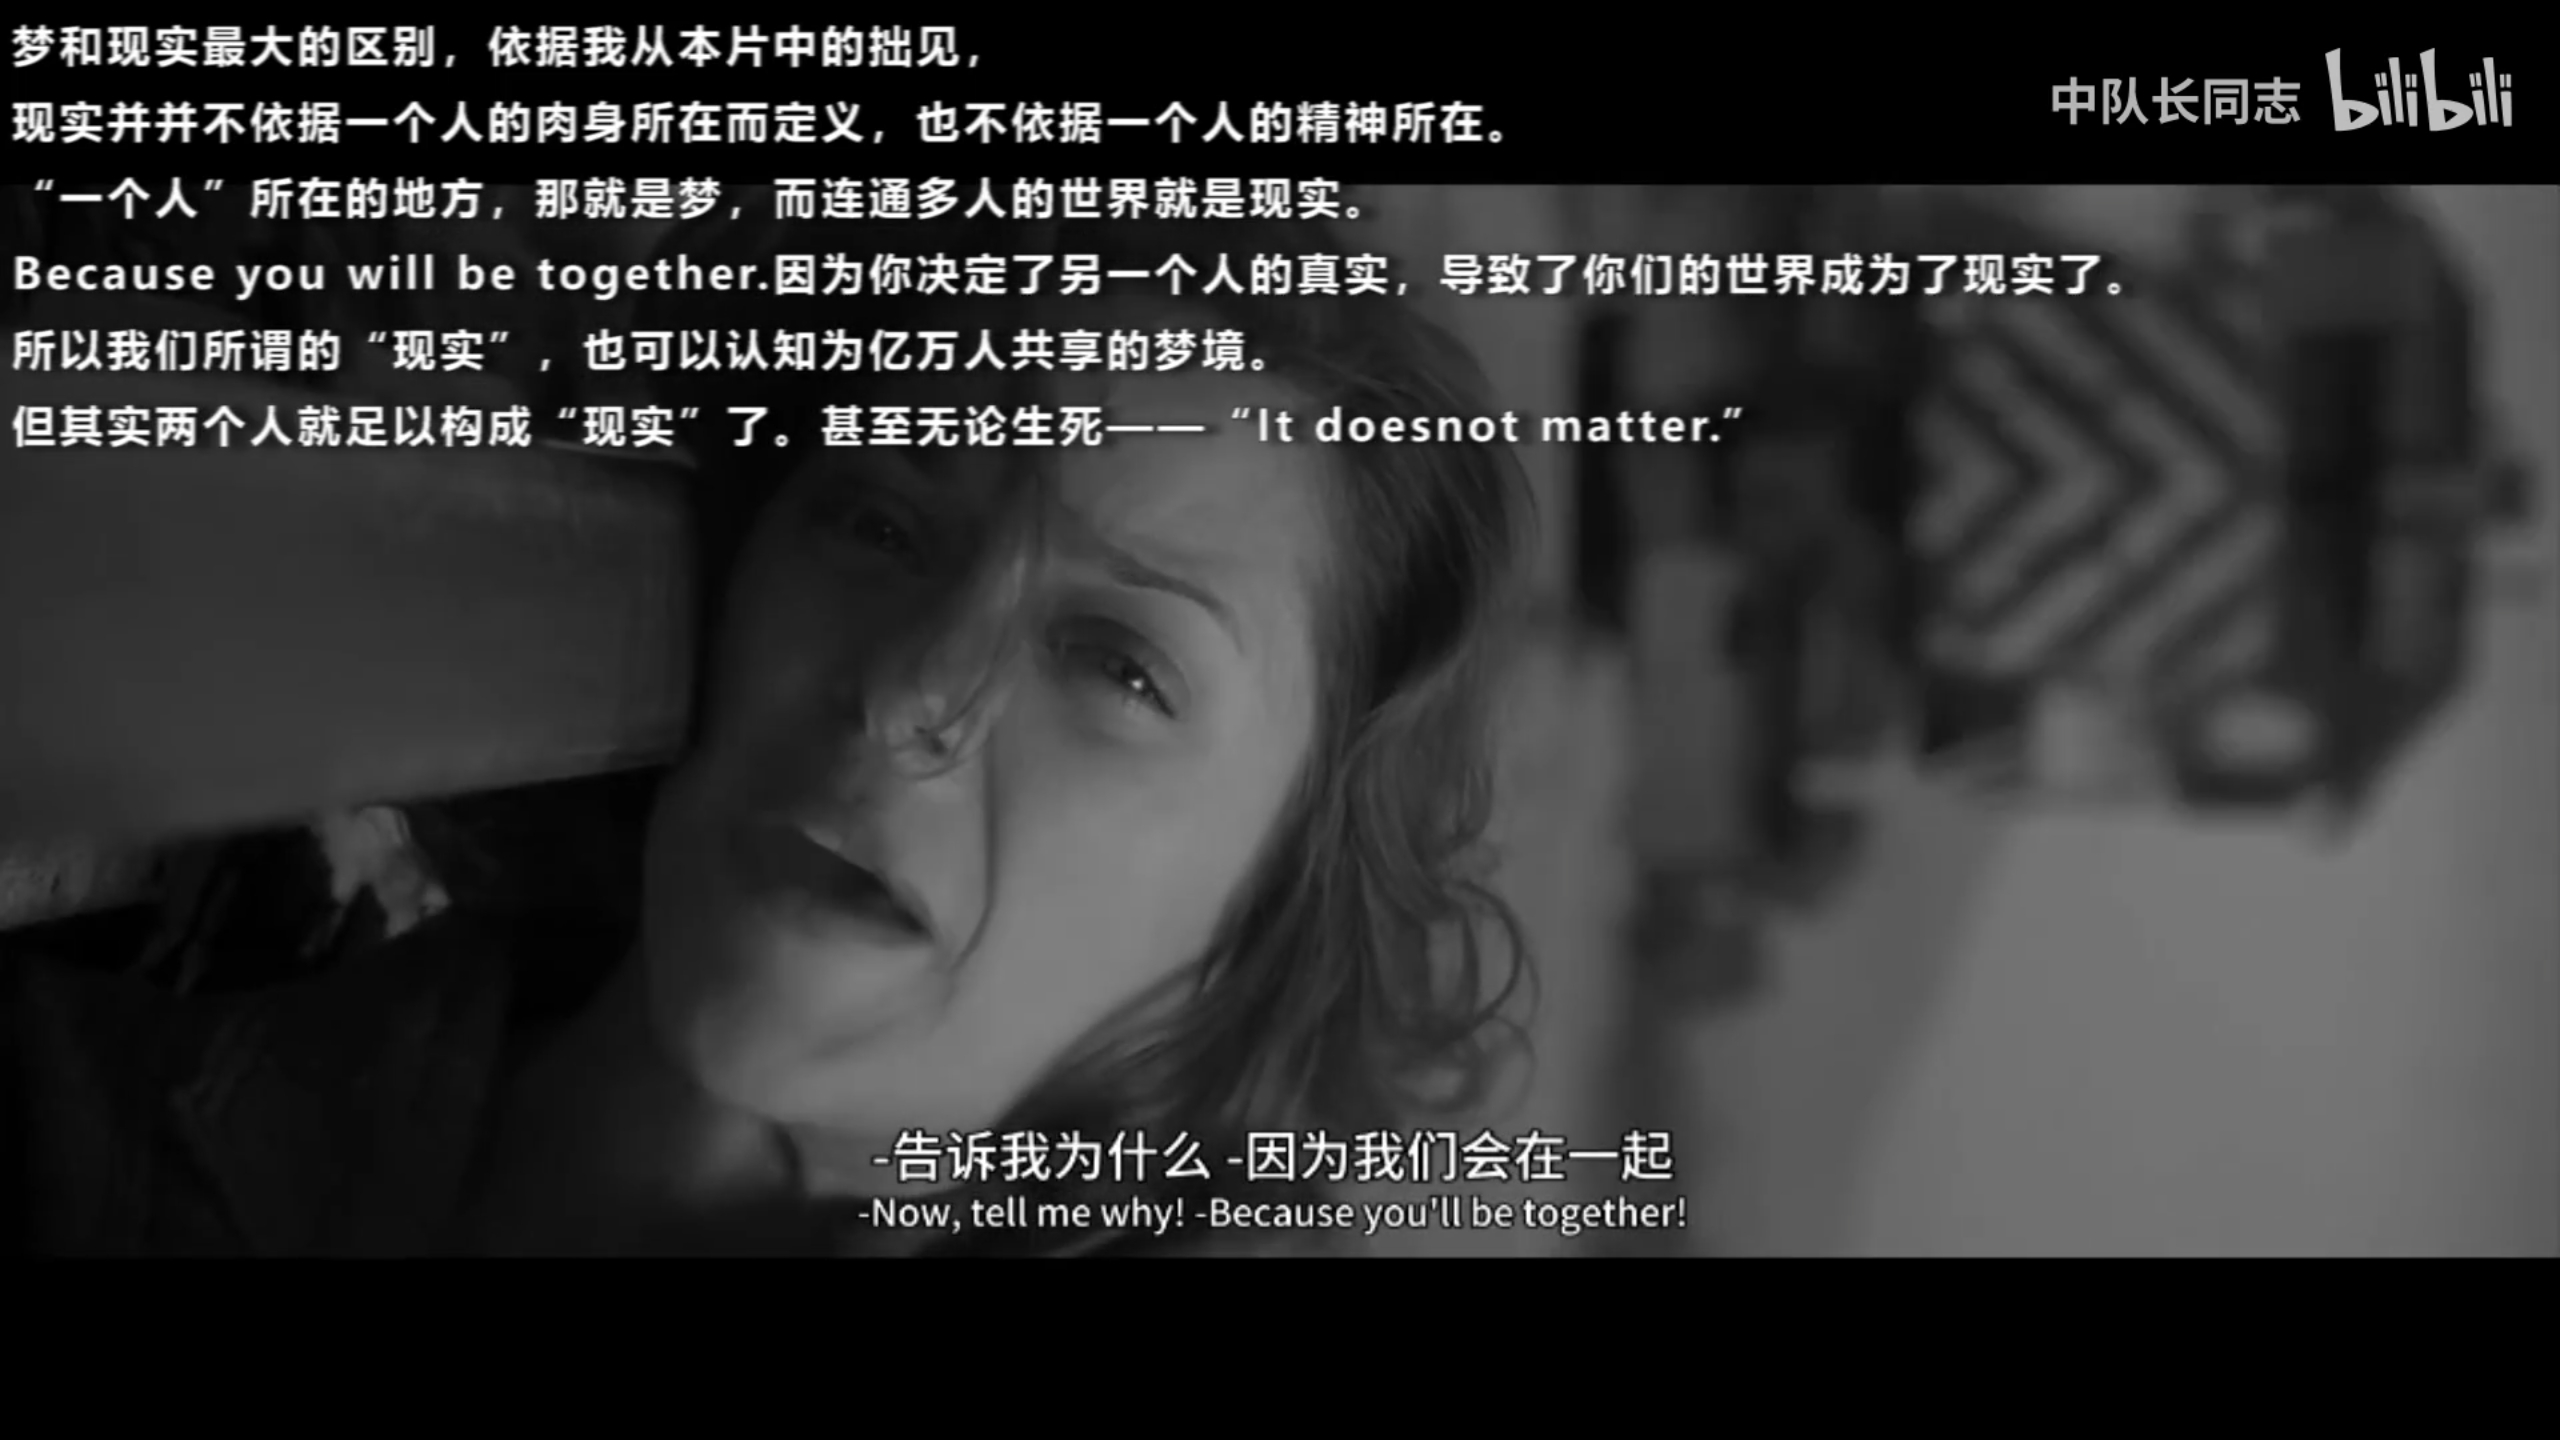 梦和现实最大的区别，依据我从本片中的拙见，
中队长同志 bilibili
现实并并不依据一个人的肉身所在而定义，也不依据一个人的精神所在。
“一个人”所在的地方，那就是梦，而连通多人的世界就是现实。
Because you will be together.因为你决定了另一个人的真实，导致了你们的世界成为了现实了。
所以我们所谓的“现实”，也可以认知为亿万人共享的梦境。
但其实两个人就足以构成“现实”了。甚至无论生死——“It doesnot matter.”
-告诉我为什么 -因为我们会在一起
-Now, tell me why! -Because you'll be together!